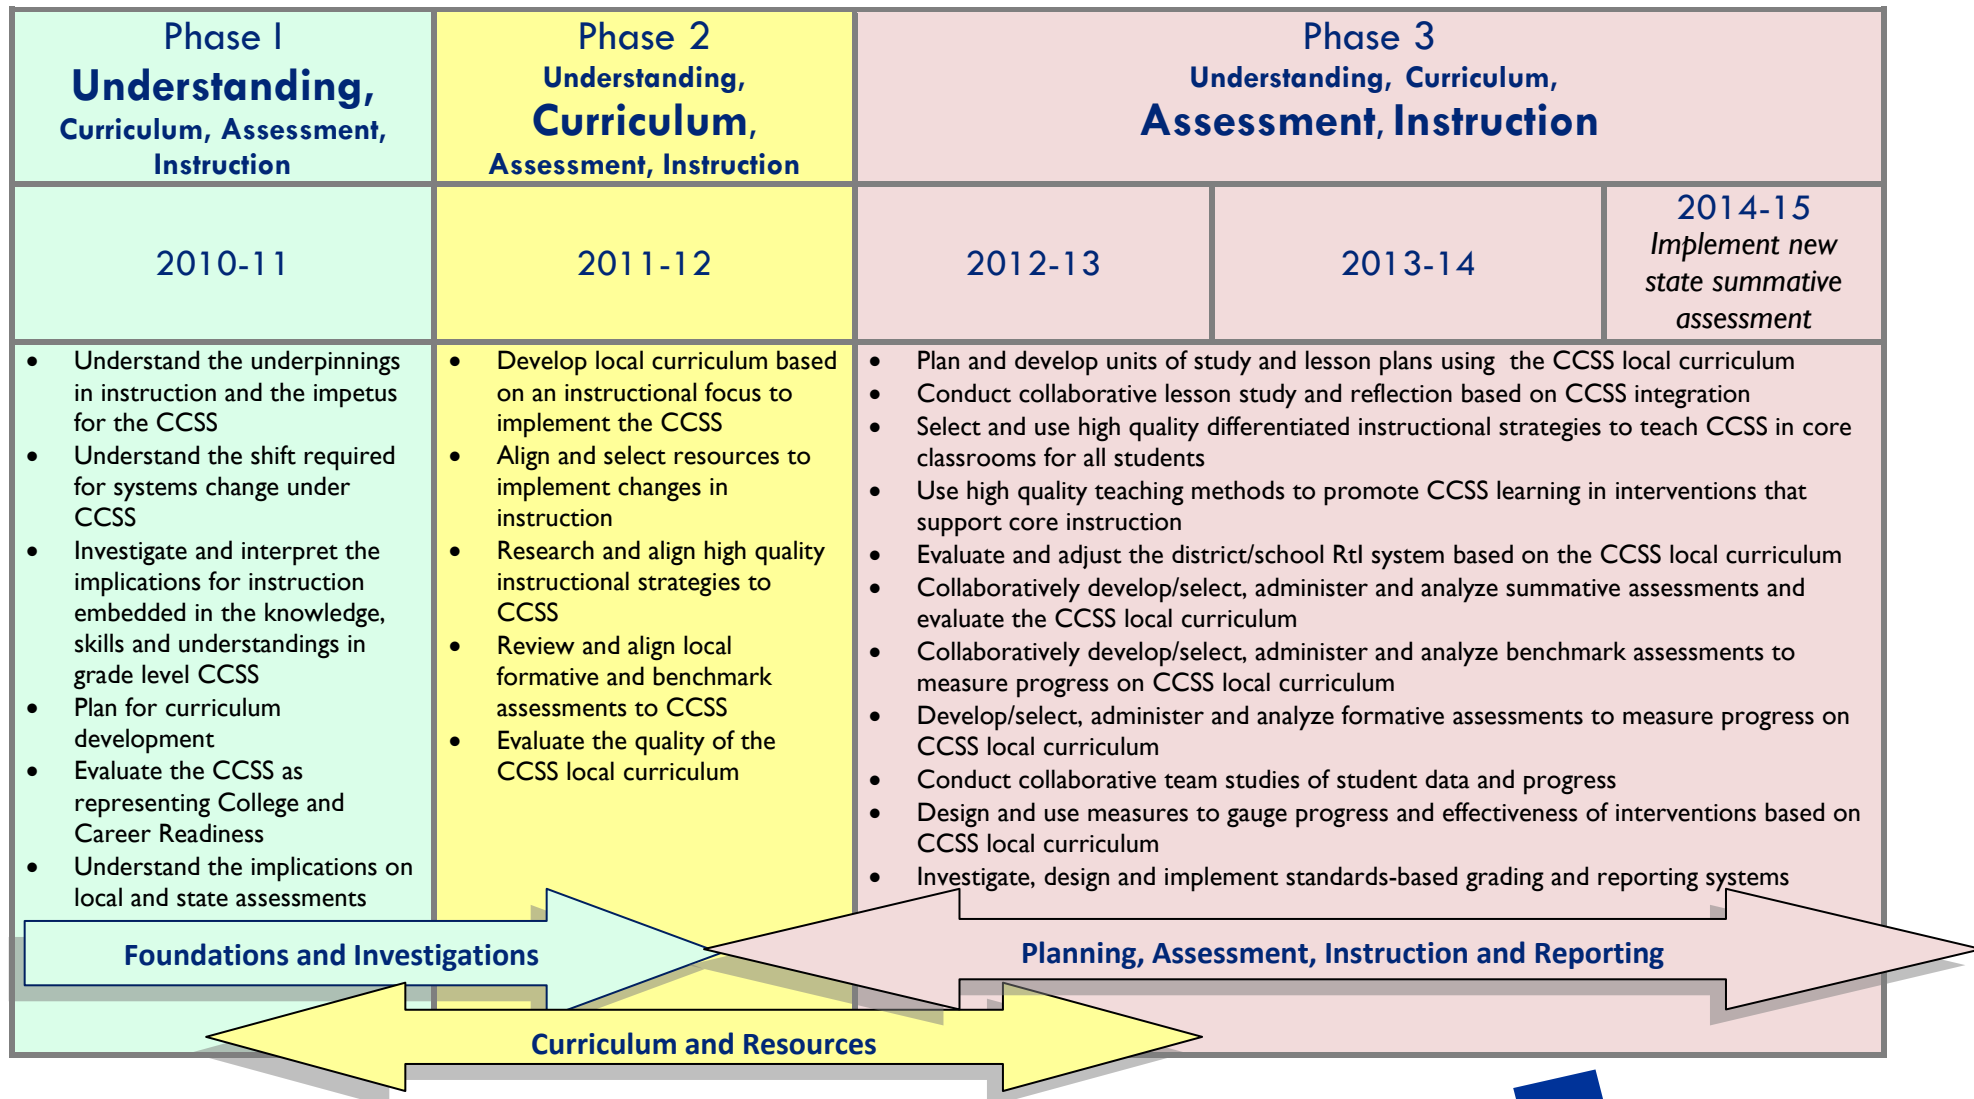 Phase I
Understanding,
Curriculum, Assessment,
Instruction
Phase 2
Understanding,
Curriculum,
Assessment, Instruction
Phase 3
Understanding, Curriculum,
Assessment, Instruction
2010-11
2011-12
2012-13
2013-14
2014-15
Implement new
state summative
assessment
• Understand the underpinnings
in instruction and the impetus
for the CCSS
• Understand the shift required
for systems change under
CCSS
• Investigate and interpret the
implications for instruction
embedded in the knowledge,
skills and understandings in
grade level CCSS
• Plan for curriculum
development
• Evaluate the CCSS as
representing College and
Career Readiness
• Understand the implications on
local and state assessments
• Develop local curriculum based
on an instructional focus to
implement the CCSS
• Align and select resources to
implement changes in
instruction
• Research and align high quality
instructional strategies to
CCSS
• Review and align local
formative and benchmark
assessments to CCSS
• Evaluate the quality of the
CCSS local curriculum
• Plan and develop units of study and lesson plans using the CCSS local curriculum
• Conduct collaborative lesson study and reflection based on CCSS integration
• Select and use high quality differentiated instructional strategies to teach CCSS in core
classrooms for all students
• Use high quality teaching methods to promote CCSS learning in interventions that
support core instruction
• Evaluate and adjust the district/school RtI system based on the CCSS local curriculum
• Collaboratively develop/select, administer and analyze summative assessments and
evaluate the CCSS local curriculum
• Collaboratively develop/select, administer and analyze benchmark assessments to
measure progress on CCSS local curriculum
• Develop/select, administer and analyze formative assessments to measure progress on
CCSS local curriculum
• Conduct collaborative team studies of student data and progress
• Design and use measures to gauge progress and effectiveness of interventions based on
CCSS local curriculum
• Investigate, design and implement standards-based grading and reporting systems
Foundations and Investigations
Planning, Assessment, Instruction and Reporting
Curriculum and Resources